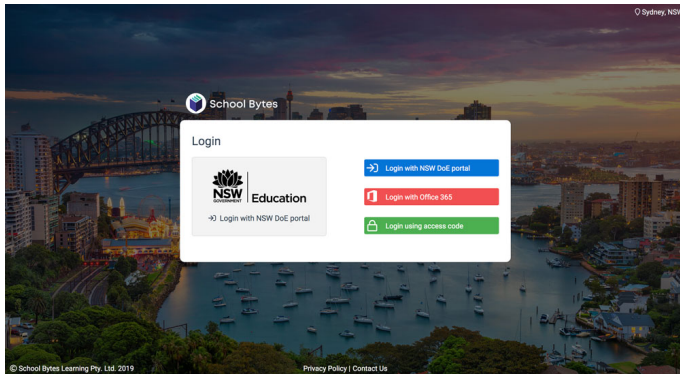 Sydney, NSW
School Bytes
Login
NSW
GOVERNMENT
Education
Login with NSW DoE portal
Login with NSW DoE portal
Login with Office 365
Login using access code
© School Bytes Learning Pty. Ltd. 2019
Privacy Policy | Contact Us